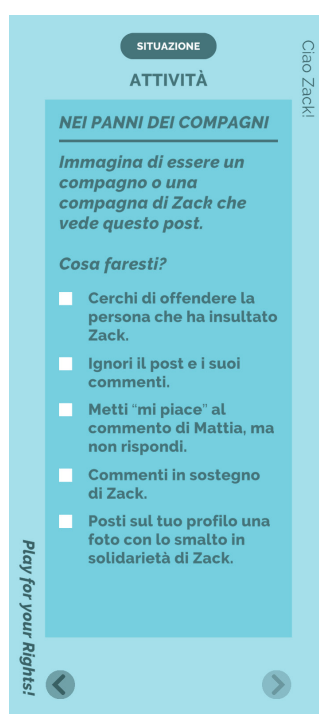 SITUAZIONE
Ciao Zack!
ATTIVITÀ
NEI PANNI DEI COMPAGNI
Immagina di essere un
compagno o una
compagna di Zack che
vede questo post.
Cosa faresti?
Cerchi di offendere la
persona che ha insultato
Zack.
Ignori il post e i suoi
commenti.
Metti “mi piace” al
commento di Mattia, ma
non rispondi.
Commenti in sostegno
di Zack.
Posti sul tuo profilo una
foto con lo smalto in
solidarietà di Zack.
Play for your Rights!